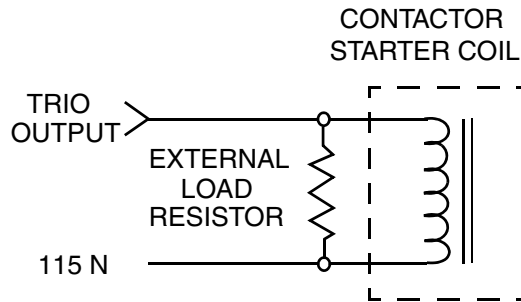 CONTACTOR
STARTER COIL
TRIO
OUTPUT
EXTERNAL
LOAD
RESISTOR
115 N